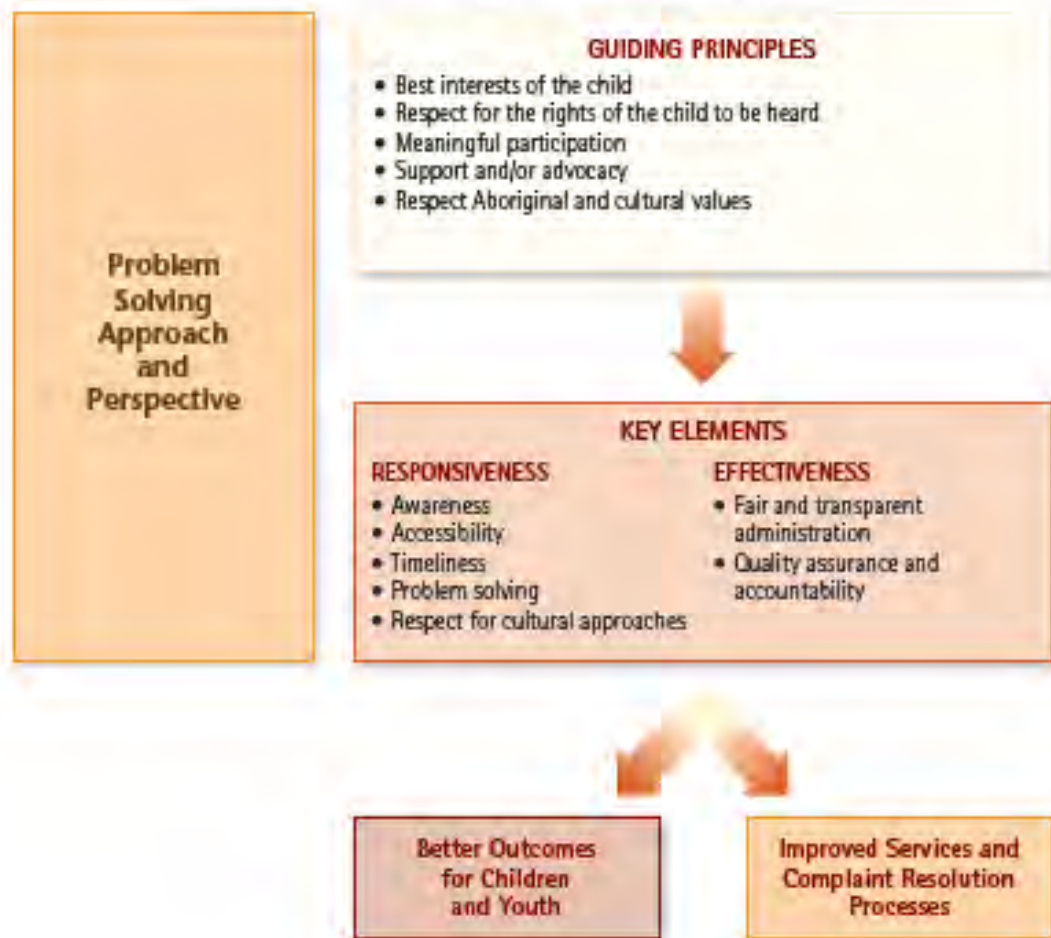 Problem
Solving
Approach
and
Perspective
GUIDING PRINCIPLES
• Best interests of the child
• Respect for the rights of the child to be heard
• Meaningful participation
• Support and/or advocacy
• Respect Aboriginal and cultural values
KEY ELEMENTS
RESPONSIVENESS
• Awareness
• Accessibility
• Timeliness
• Problem solving
• Respect for cultural approaches
EFFECTIVENESS
• Fair and transparent
administration
• Quality assurance and
accountability
Better Outcomes
for Children
and Youth
Improved Services and
Complaint Resolution
Processes